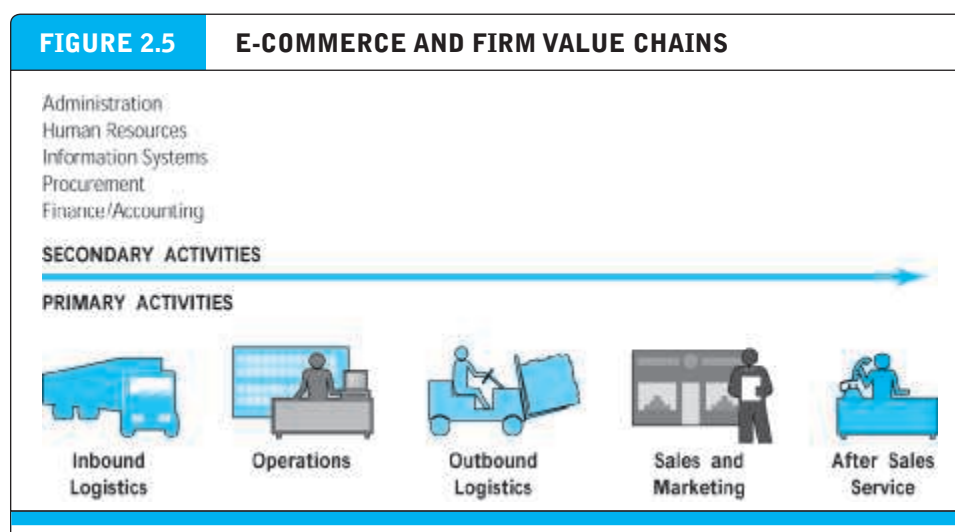 FIGURE 2.5 E-COMMERCE AND FIRM VALUE CHAINS
Administration
Human Resources
Information Systems
Procurement
Finance/Accounting
SECONDARY ACTIVITIES
PRIMARY ACTIVITIES
Inbound
Logistics
Operations
Outbound
Logistics
Sales and
Marketing
After Sales
Service